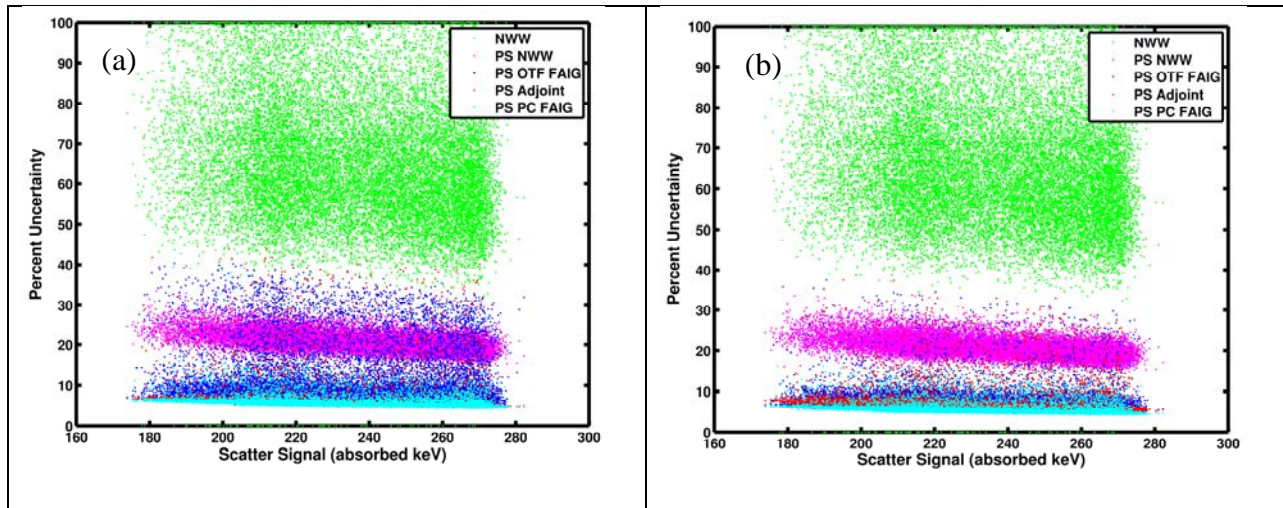 (a)
NWW
PS NWW
PS OTF FAIG
PS Adjoint
PS PC FAIG
Percent Uncertainty
100
90
80
70
60
50
40
30
20
10
0
160 180 200 220 240 260 280 300
Scatter Signal (absorbed keV)
(b)
NWW
PS NWW
PS OTF FAIG
PS Adjoint
PS PC FAIG
Percent Uncertainty
100
90
80
70
60
50
40
30
20
10
0
160 180 200 220 240 260 280 300
Scatter Signal (absorbed keV)